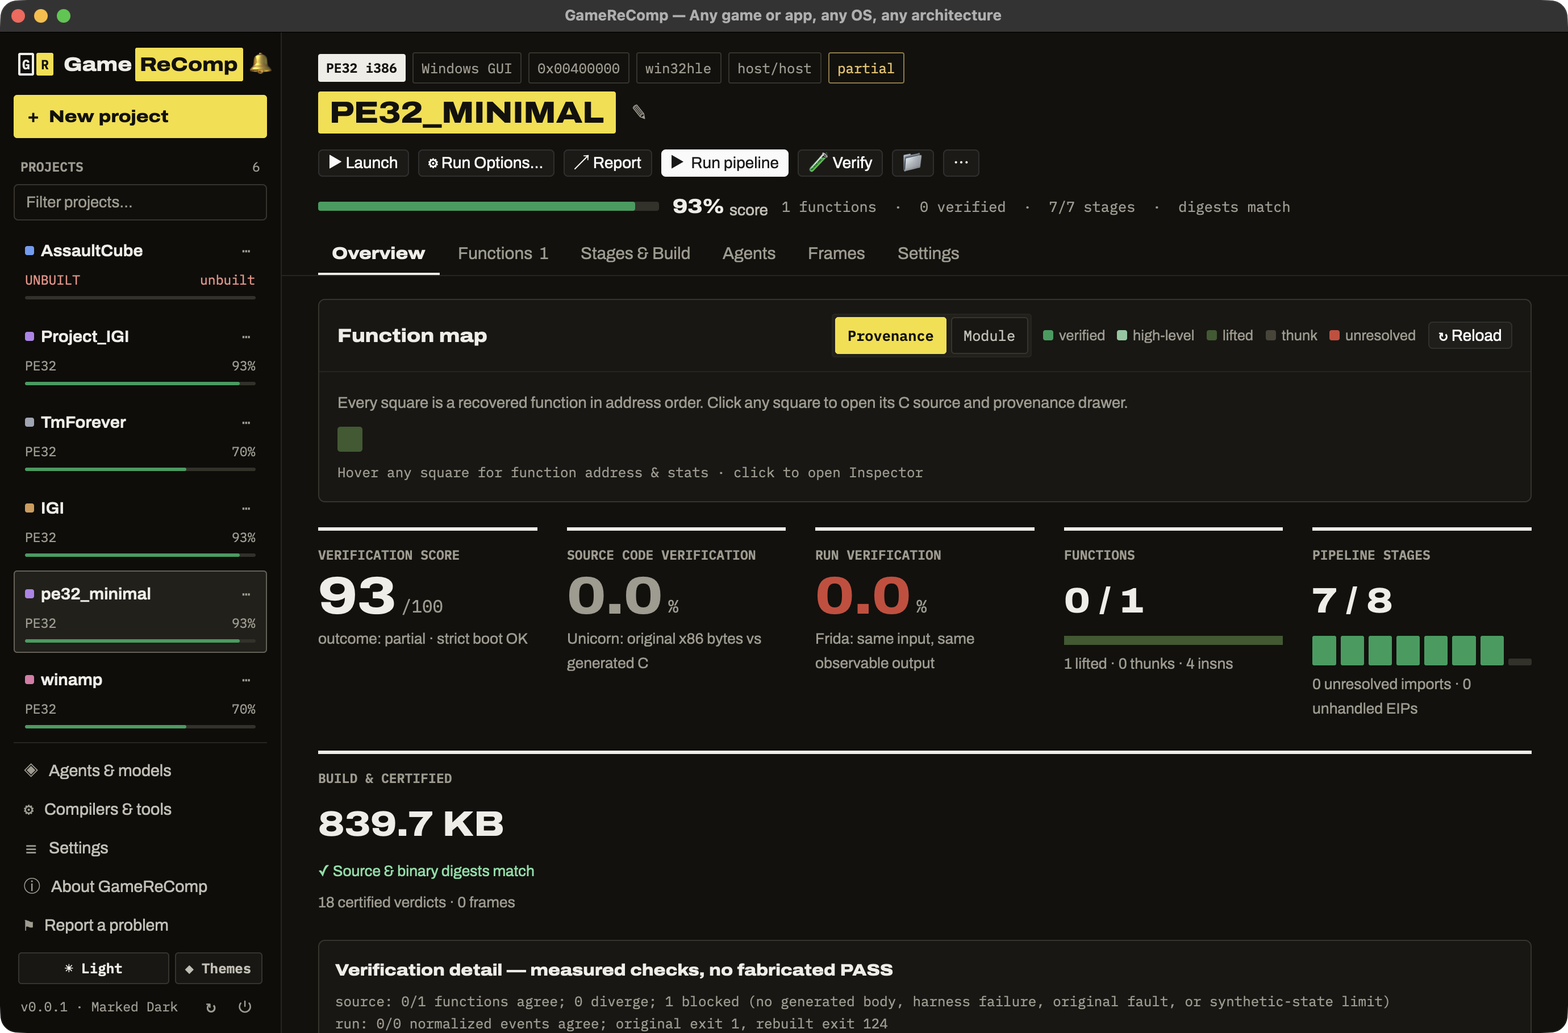 GameReComp — Any game or app, any OS, any architecture
GR Game ReComp
+ New project
PROJECTS 6
Filter projects...
AssaultCube ...
UNBUILT unbuilt
Project_IGI ...
PE32 93%
TmForever ...
PE32 70%
IGI ...
PE32 93%
pe32_minimal ...
PE32 93%
winamp ...
PE32 70%
Agents & models
Compilers & tools
Settings
About GameReComp
Report a problem
Light
Themes
v0.0.1 · Marked Dark
PE32 i386 Windows GUI 0x00400000 win32hle host/host partial
PE32_MINIMAL
Launch Run Options... Report Run pipeline Verify ...
93% score 1 functions · 0 verified · 7/7 stages · digests match
Overview Functions 1 Stages & Build Agents Frames Settings
Function map Provenance Module verified high-level lifted thunk unresolved Reload
Every square is a recovered function in address order. Click any square to open its C source and provenance drawer.
Hover any square for function address & stats · click to open Inspector
VERIFICATION SCORE
93 /100
outcome: partial · strict boot OK
SOURCE CODE VERIFICATION
0.0 %
Unicorn: original x86 bytes vs
generated C
RUN VERIFICATION
0.0 %
Frida: same input, same
observable output
FUNCTIONS
0 / 1
1 lifted · 0 thunks · 4 insns
PIPELINE STAGES
7 / 8
0 unresolved imports · 0
unhandled EIPs
BUILD & CERTIFIED
839.7 KB
✓ Source & binary digests match
18 certified verdicts · 0 frames
Verification detail — measured checks, no fabricated PASS
source: 0/1 functions agree; 0 diverge; 1 blocked (no generated body, harness failure, original fault, or synthetic-state limit)
run: 0/0 normalized events agree; original exit 1, rebuilt exit 124